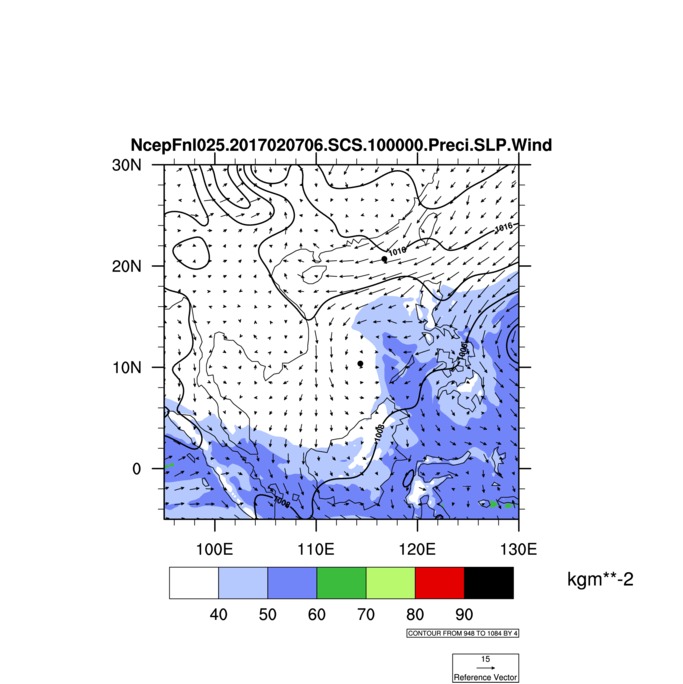 NcepFnl025.2017020706.SCS.100000.Preci.SLP.Wind
30N
1016
1016
20N
1008
10N
1008
0
1008
100E 110E 120E 130E
kgm**-2
40 50 60 70 80 90
CONTOUR FROM 948 TO 1084 BY 4
15
Reference Vector